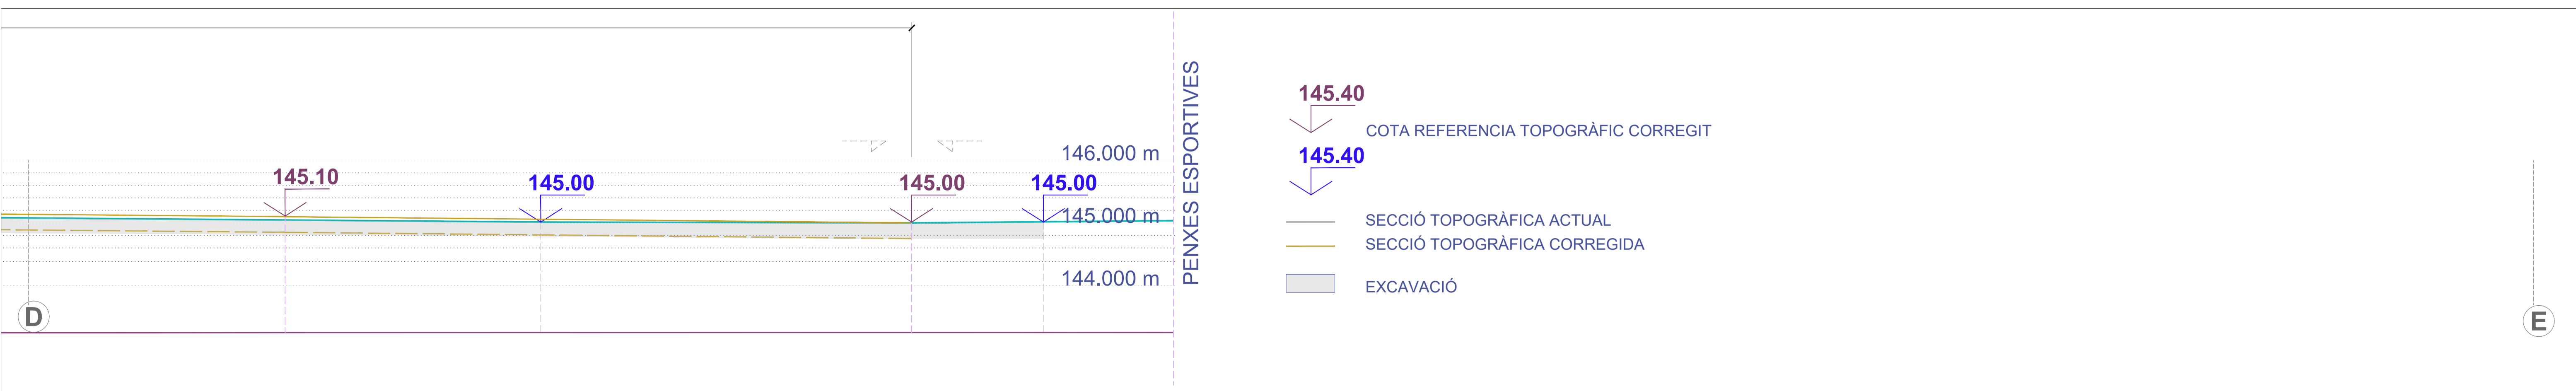 145.10
145.00
145.00
145.00
146.000 m
145.000 m
144.000 m
D
PENXES ESPORTIVES
145.40
COTA REFERENCIA TOPOGRÀFIC CORREGIT
145.40
SECCIÓ TOPOGRÀFICA ACTUAL
SECCIÓ TOPOGRÀFICA CORREGIDA
EXCAVACIÓ
E